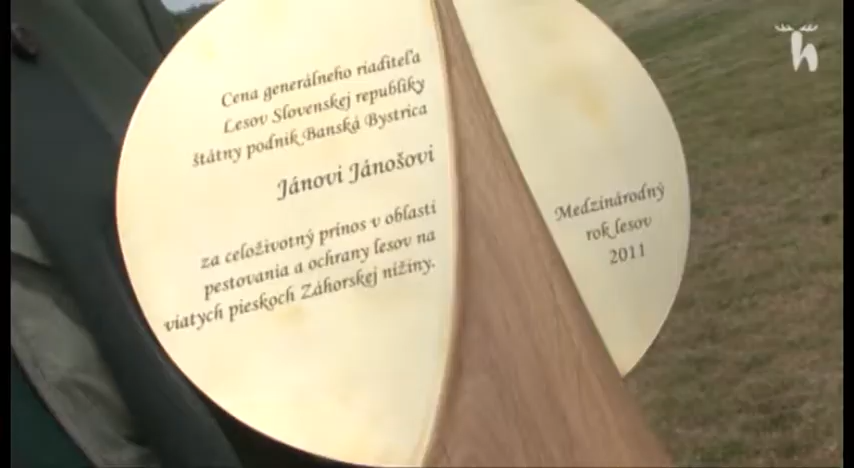 Cena generálneho riaditeľa
Lesov Slovenskej republiky
štátny podnik Banská Bystrica
Jánovi Jánošovi
za celoživotný prínos v oblasti
pestovania a ochrany lesov na
viatych pieskoch Záhorskej nížiny.
Medzinárodný
rok lesov
2011
h